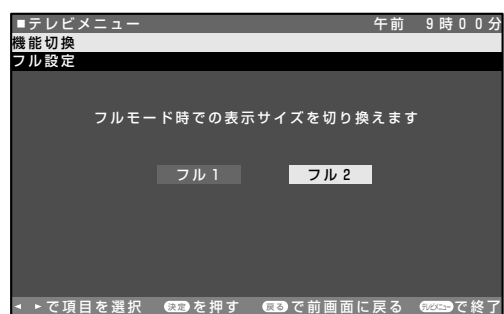 ■テレビメニュー 午前 9時00分
機能切換
フル設定
フルモード時での表示サイズを切り換えます
フル1 フル2
◄ ►で項目を選択 決定を押す 戻るで前画面に戻る テレビメニューで終了